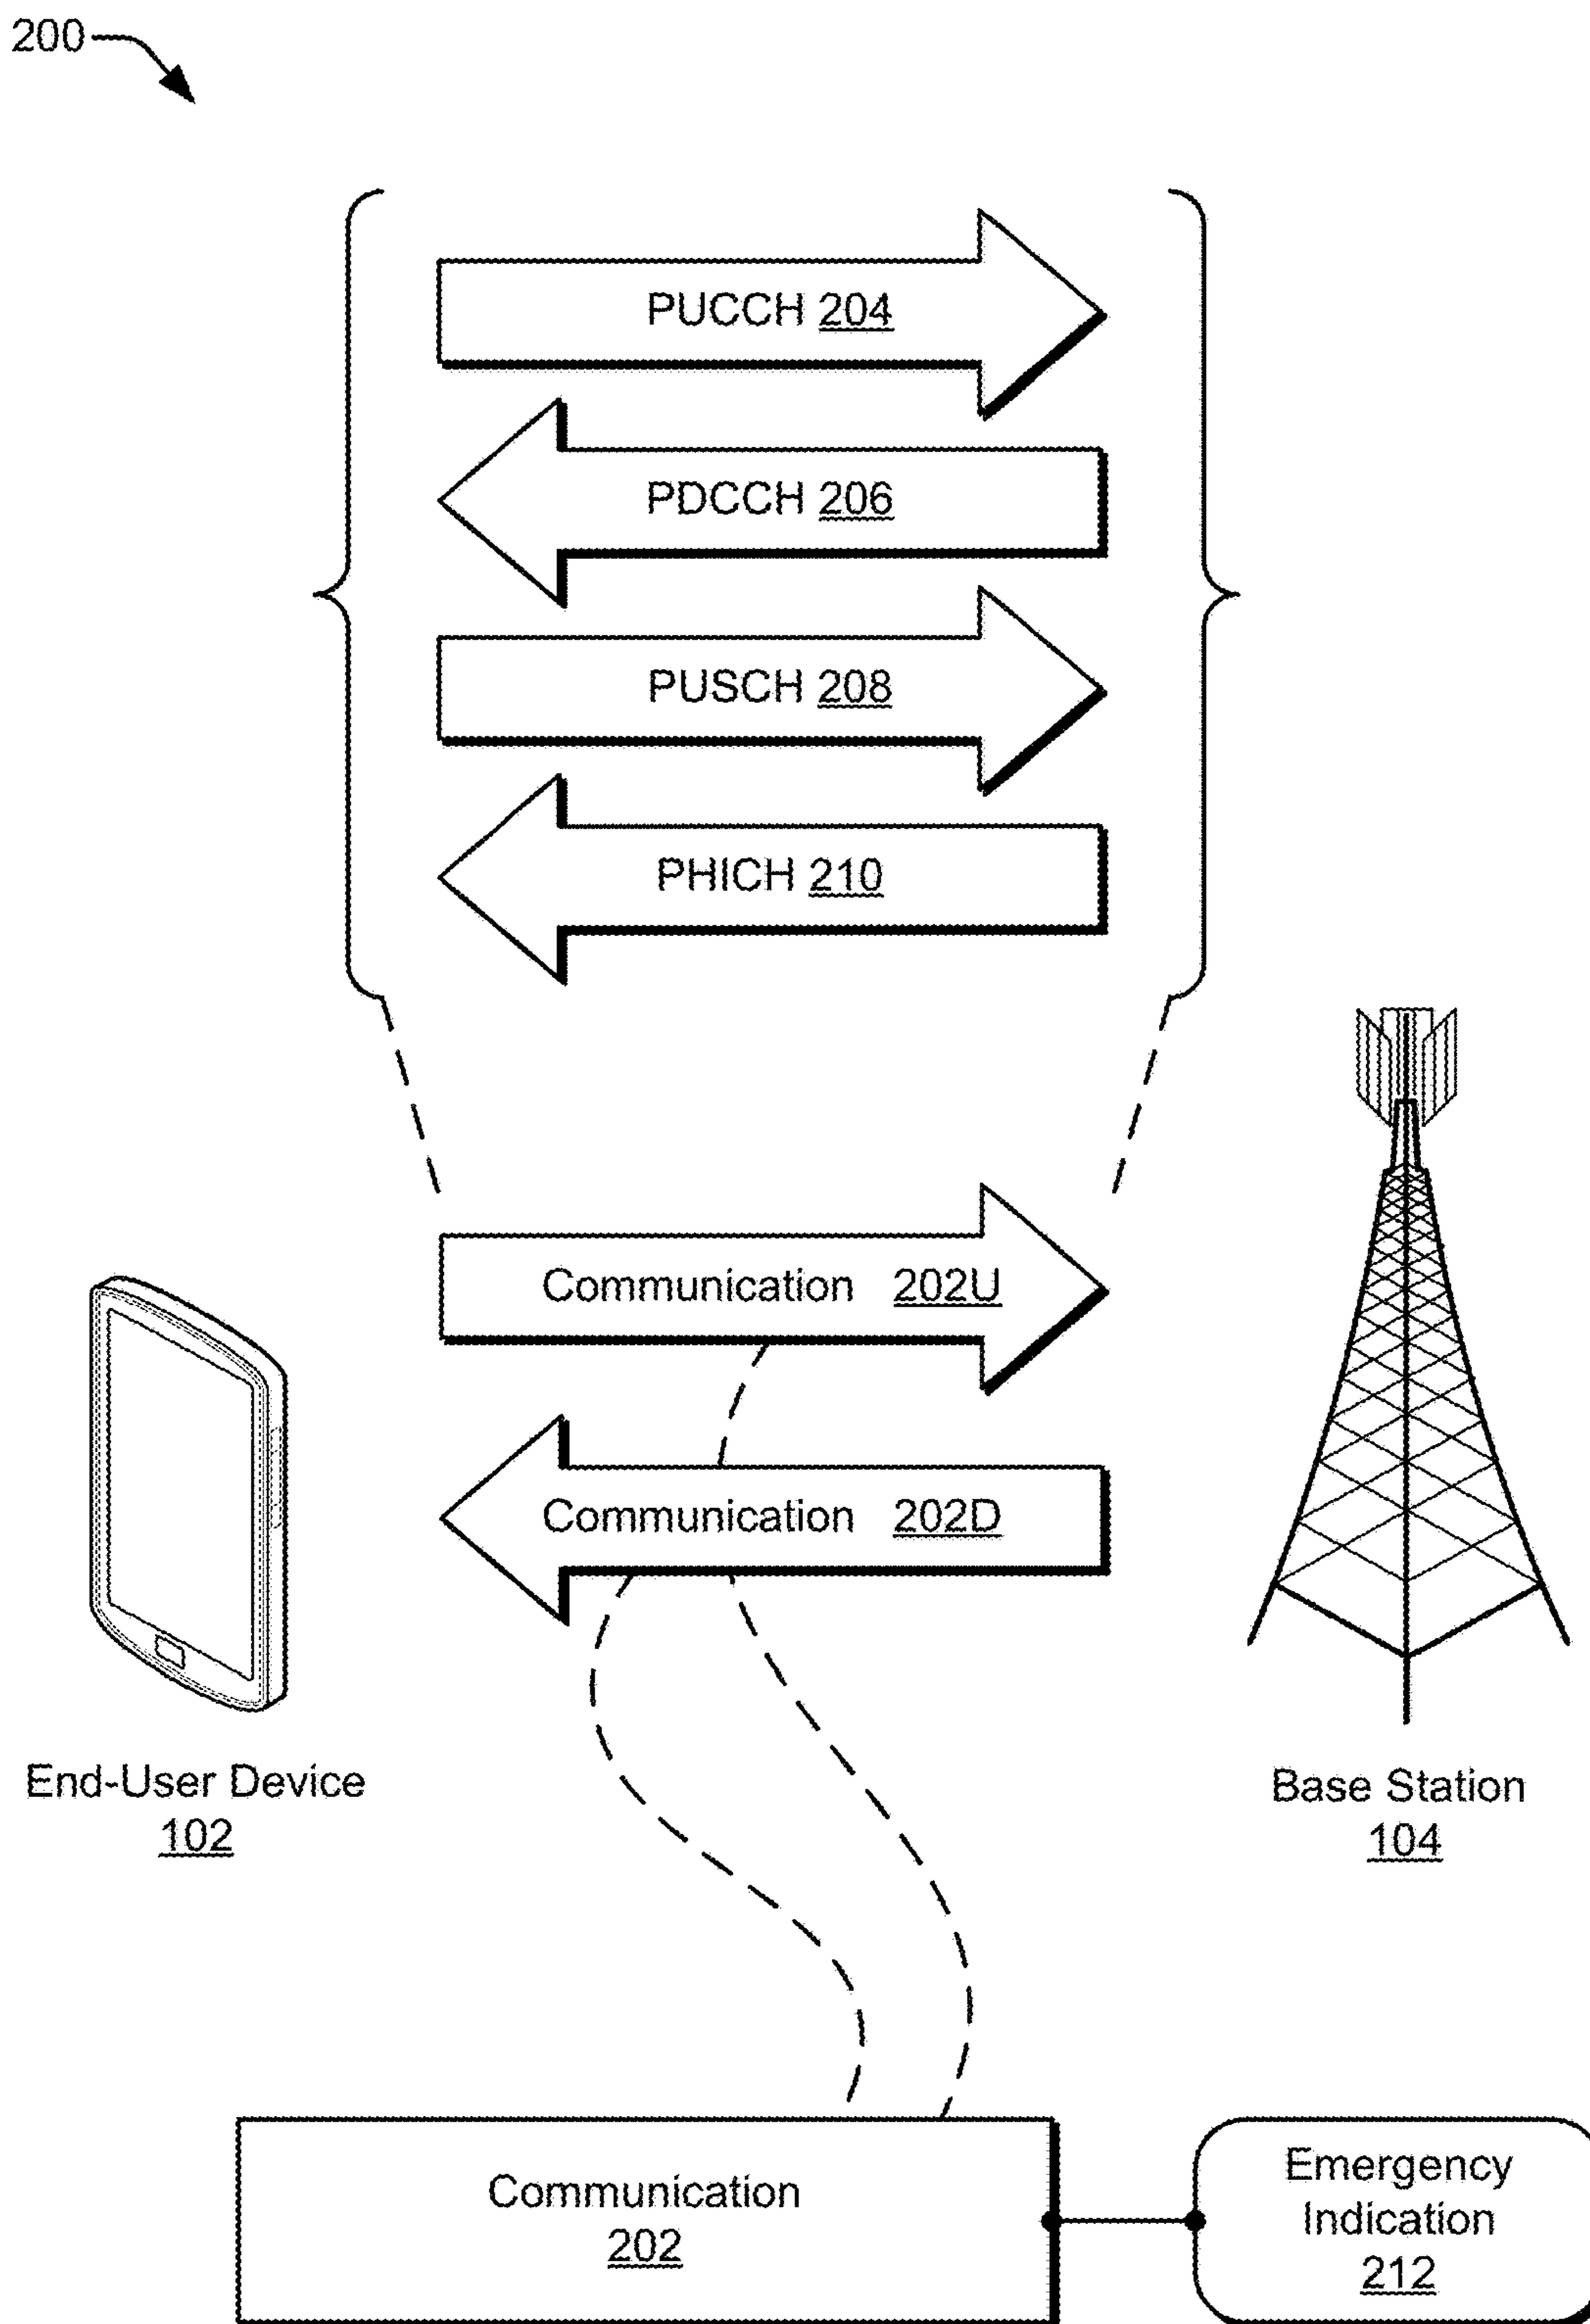 200
PUCCH 204
PDCCH 206
PUSCH 208
PHICH 210
Communication 202U
Communication 202D
End-User Device
102
Base Station
104
Communication
202
Emergency
Indication
212